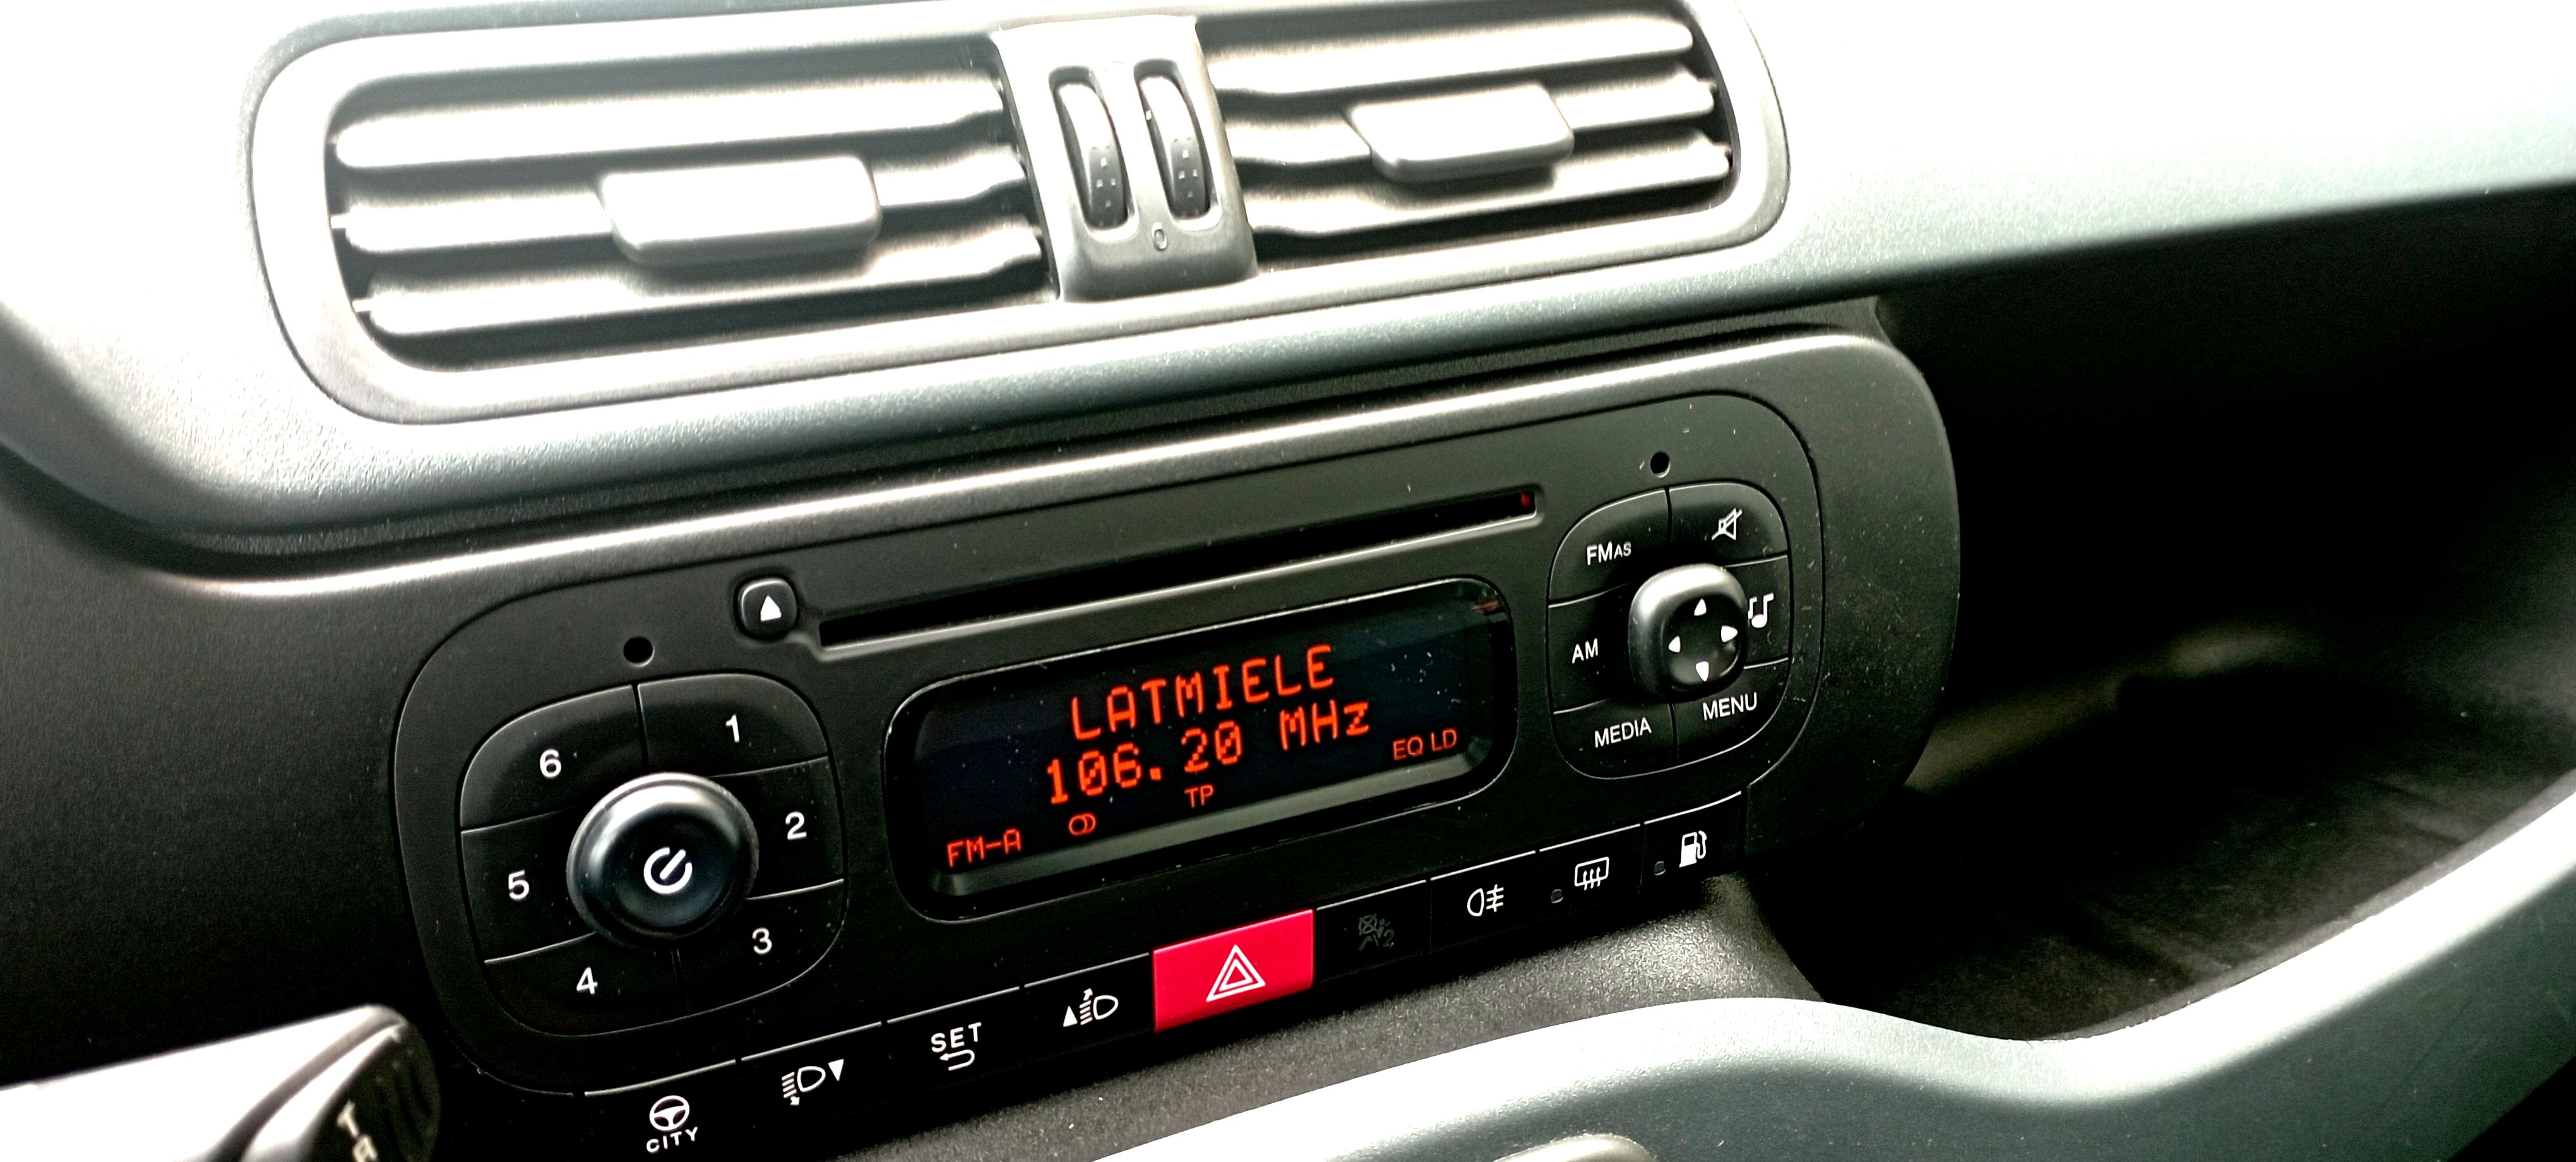 FMAS
AM
MEDIA
MENU
LATMIELE
106.20 MHz
EQ LD
TP
FM-A
6
1
5
2
4
3
SET
CITY